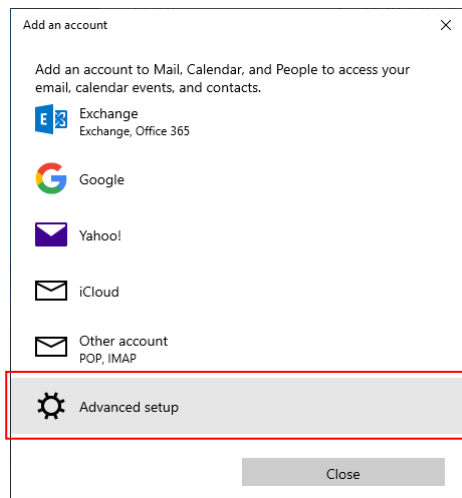 Add an account
Add an account to Mail, Calendar, and People to access your
email, calendar events, and contacts.
E
Exchange
Exchange, Office 365
G
Google
Yahoo!
iCloud
Other account
POP, IMAP
Advanced setup
Close